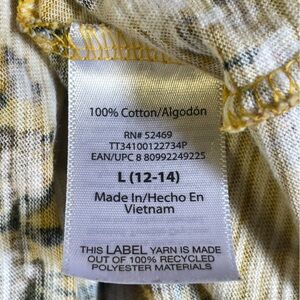 100% Cotton/Algodón
RN# 52469
TT34100122734P
EAN/UPC 8 80992249225
L (12-14)
Made In/Hecho En
Vietnam
THIS LABEL YARN IS MADE
OUT OF 100% RECYCLED
POLYESTER MATERIALS